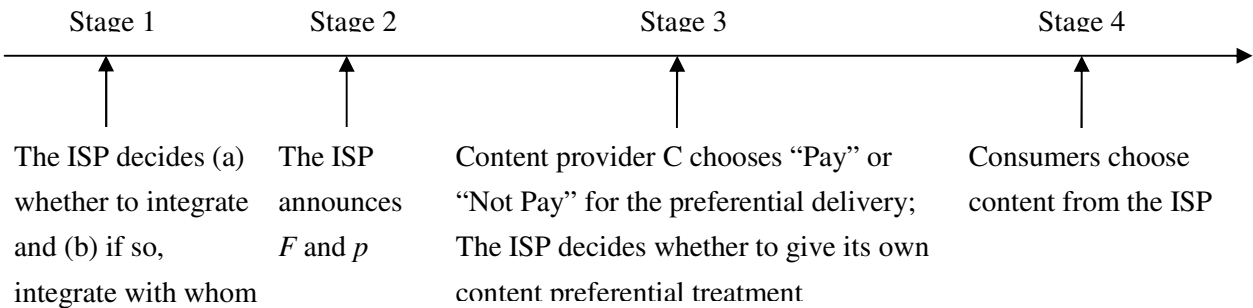 Stage 1 Stage 2 Stage 3 Stage 4
The ISP decides (a)
whether to integrate
and (b) if so,
integrate with whom
The ISP
announces
F and p
Content provider C chooses “Pay” or
“Not Pay” for the preferential delivery;
The ISP decides whether to give its own
content preferential treatment
Consumers choose
content from the ISP